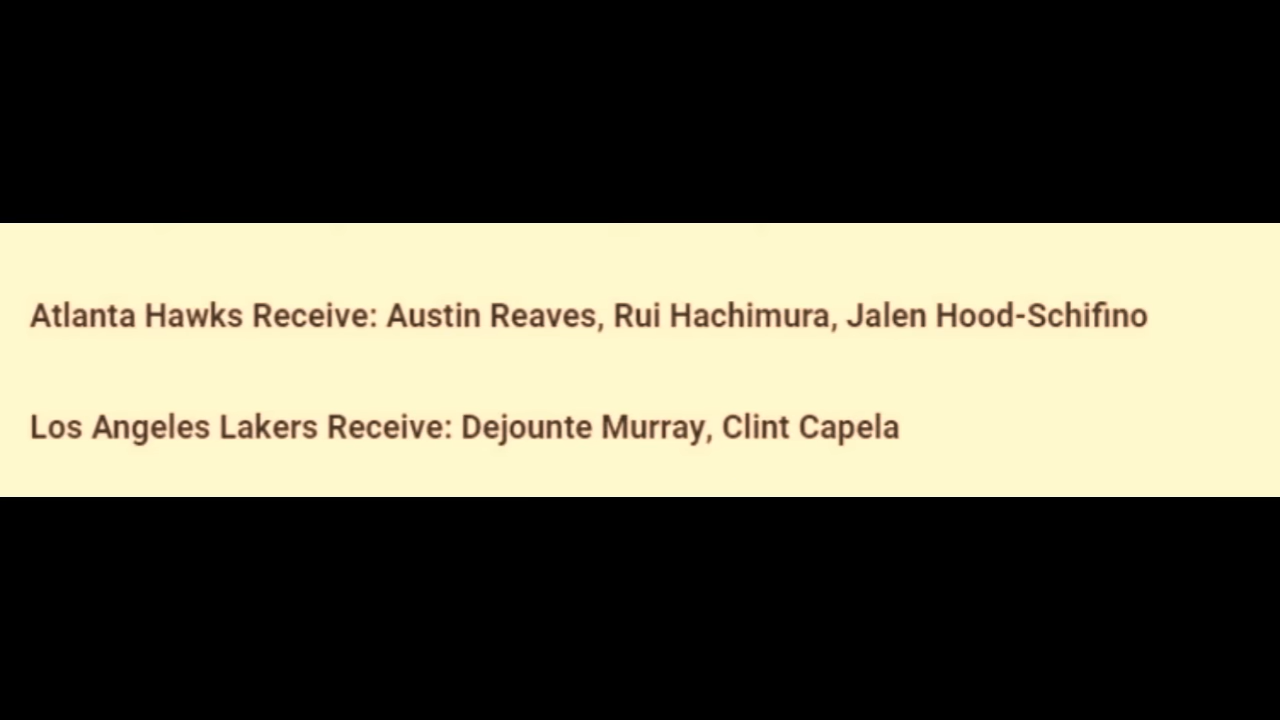 Atlanta Hawks Receive: Austin Reaves, Rui Hachimura, Jalen Hood-Schifino
Los Angeles Lakers Receive: Dejounte Murray, Clint Capela